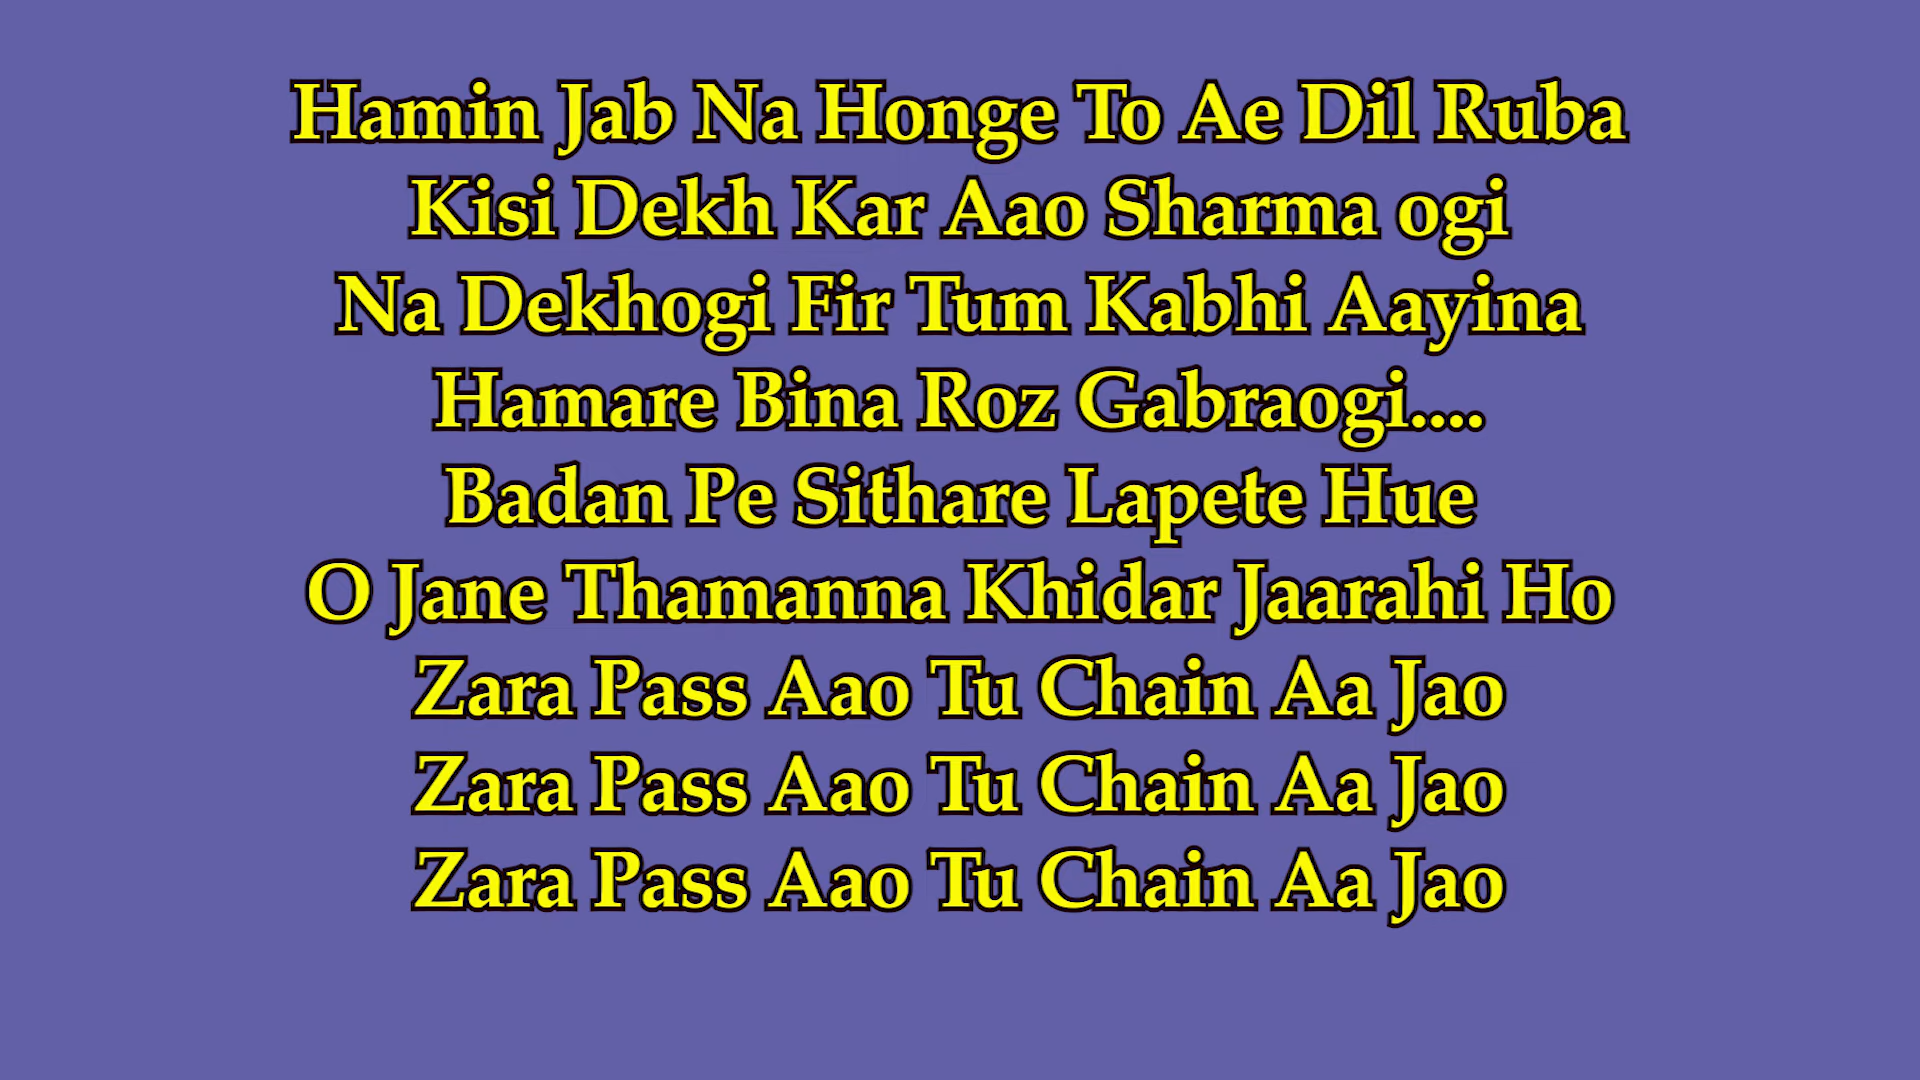 Hamin Jab Na Honge To Ae Dil Ruba
Kisi Dekh Kar Aao Sharma ogi
Na Dekhogi Fir Tum Kabhi Aayina
Hamare Bina Roz Gabraogi....
Badan Pe Sithare Lapete Hue
O Jane Thamanna Khidar Jaarahi Ho
Zara Pass Aao Tu Chain Aa Jao
Zara Pass Aao Tu Chain Aa Jao
Zara Pass Aao Tu Chain Aa Jao